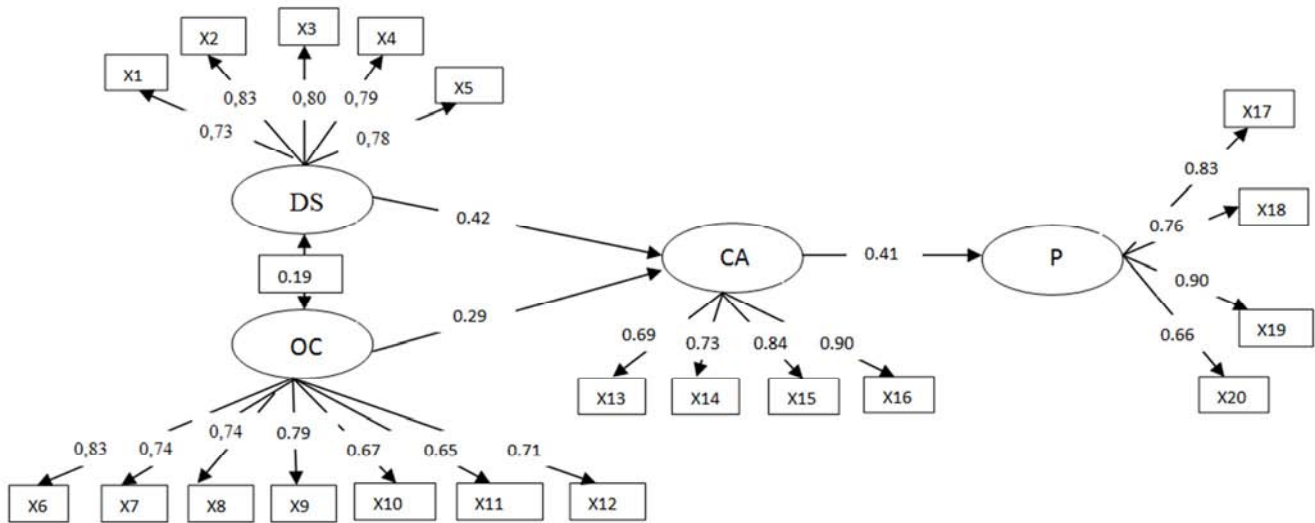 X1
X2
X3
X4
X5
0,73
0,83
0,80
0,79
0,78
DS
0.42
0.19
OC
0.29
CA
0.41
P
X17
0.83
X18
0.76
0.90
X19
0.66
X20
0.69
0.73
0.84
0.90
X13
X14
X15
X16
0,83
0,74
0,74
0.79
0.67
0.65
0.71
X6
X7
X8
X9
X10
X11
X12